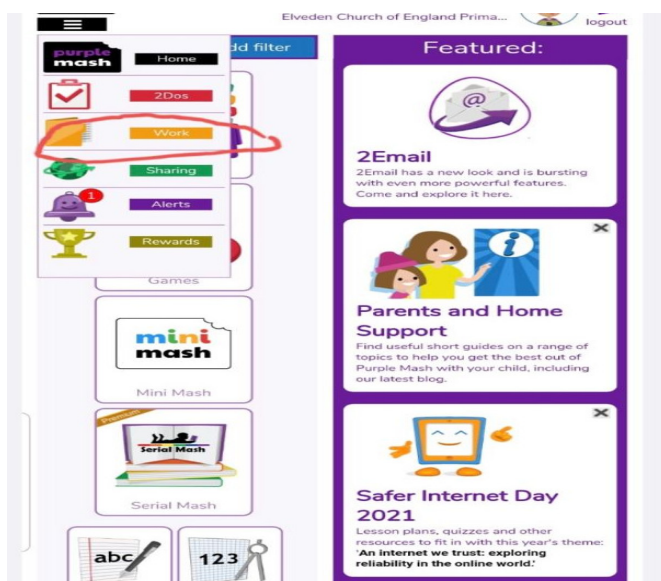 Elveden Church of England Prima...
logout
dd filter
purple
mash
Home
2Dos
Work
Sharing
1
Alerts
Rewards
Games
mini
mash
Mini Mash
Premium
Serial Mash
Serial Mash
abc
123
Featured:
@
2Email
2Email has a new look and is bursting
with even more powerful features.
Come and explore it here.
i
Parents and Home
Support
Find useful short guides on a range of
topics to help you get the best out of
Purple Mash with your child, including
our latest blog.
Safer Internet Day
2021
Lesson plans, quizzes and other
resources to fit in with this year's theme:
'An internet we trust: exploring
reliability in the online world.'